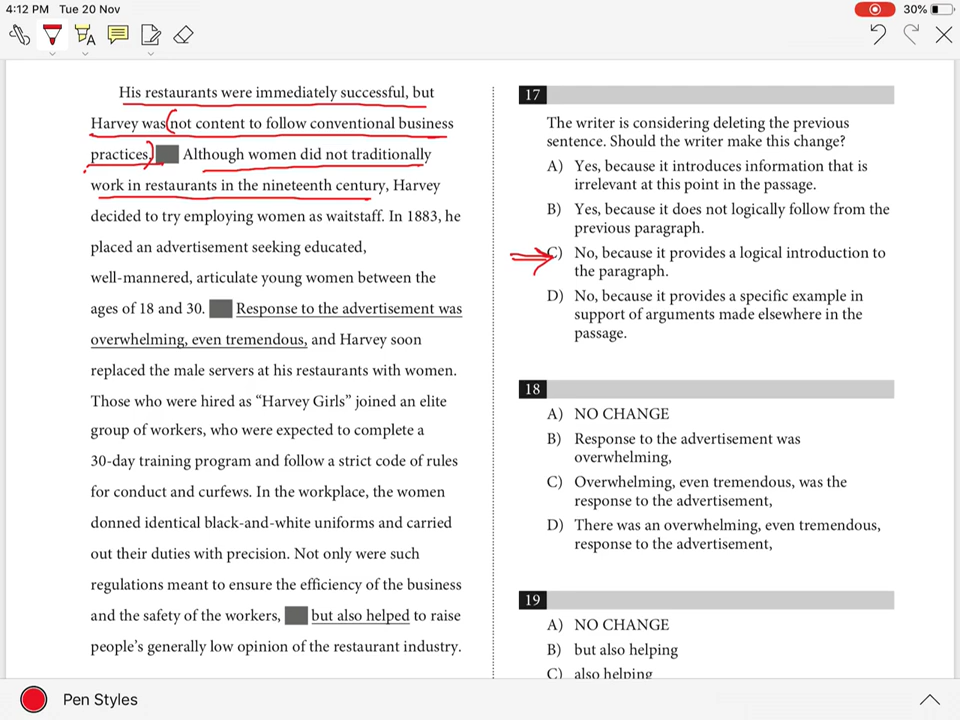 4:12 PM Tue 20 Nov
30%
His restaurants were immediately successful, but
Harvey was not content to follow conventional business
practices. Although women did not traditionally
work in restaurants in the nineteenth century, Harvey
decided to try employing women as waitstaff. In 1883, he
placed an advertisement seeking educated,
well-mannered, articulate young women between the
ages of 18 and 30. Response to the advertisement was
overwhelming, even tremendous, and Harvey soon
replaced the male servers at his restaurants with women.
Those who were hired as “Harvey Girls” joined an elite
group of workers, who were expected to complete a
30-day training program and follow a strict code of rules
for conduct and curfews. In the workplace, the women
donned identical black-and-white uniforms and carried
out their duties with precision. Not only were such
regulations meant to ensure the efficiency of the business
and the safety of the workers, but also helped to raise
people’s generally low opinion of the restaurant industry.
17
The writer is considering deleting the previous
sentence. Should the writer make this change?
A) Yes, because it introduces information that is
irrelevant at this point in the passage.
B) Yes, because it does not logically follow from the
previous paragraph.
C) No, because it provides a logical introduction to
the paragraph.
D) No, because it provides a specific example in
support of arguments made elsewhere in the
passage.
18
A) NO CHANGE
B) Response to the advertisement was
overwhelming,
C) Overwhelming, even tremendous, was the
response to the advertisement,
D) There was an overwhelming, even tremendous,
response to the advertisement,
19
A) NO CHANGE
B) but also helping
C) also helping
Pen Styles